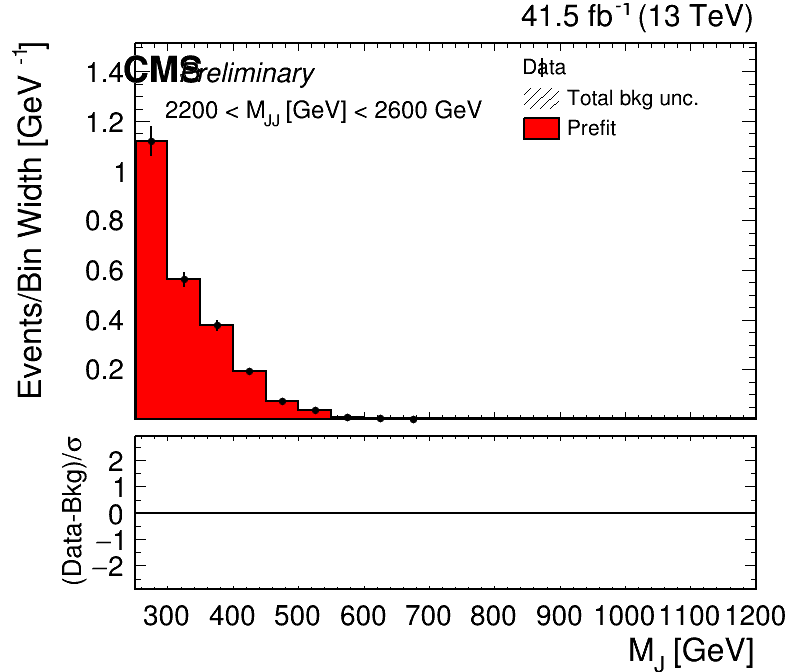 41.5 fb⁻¹ (13 TeV)
CMS Preliminary
2200 < M_JJ [GeV] < 2600 GeV
Data
Total bkg unc.
Prefit
Events/Bin Width [GeV⁻¹]
1.4
1.2
1
0.8
0.6
0.4
0.2
(Data-Bkg)/σ
2
1
0
−1
−2
300 400 500 600 700 800 900 1000 1100 1200
M_J [GeV]